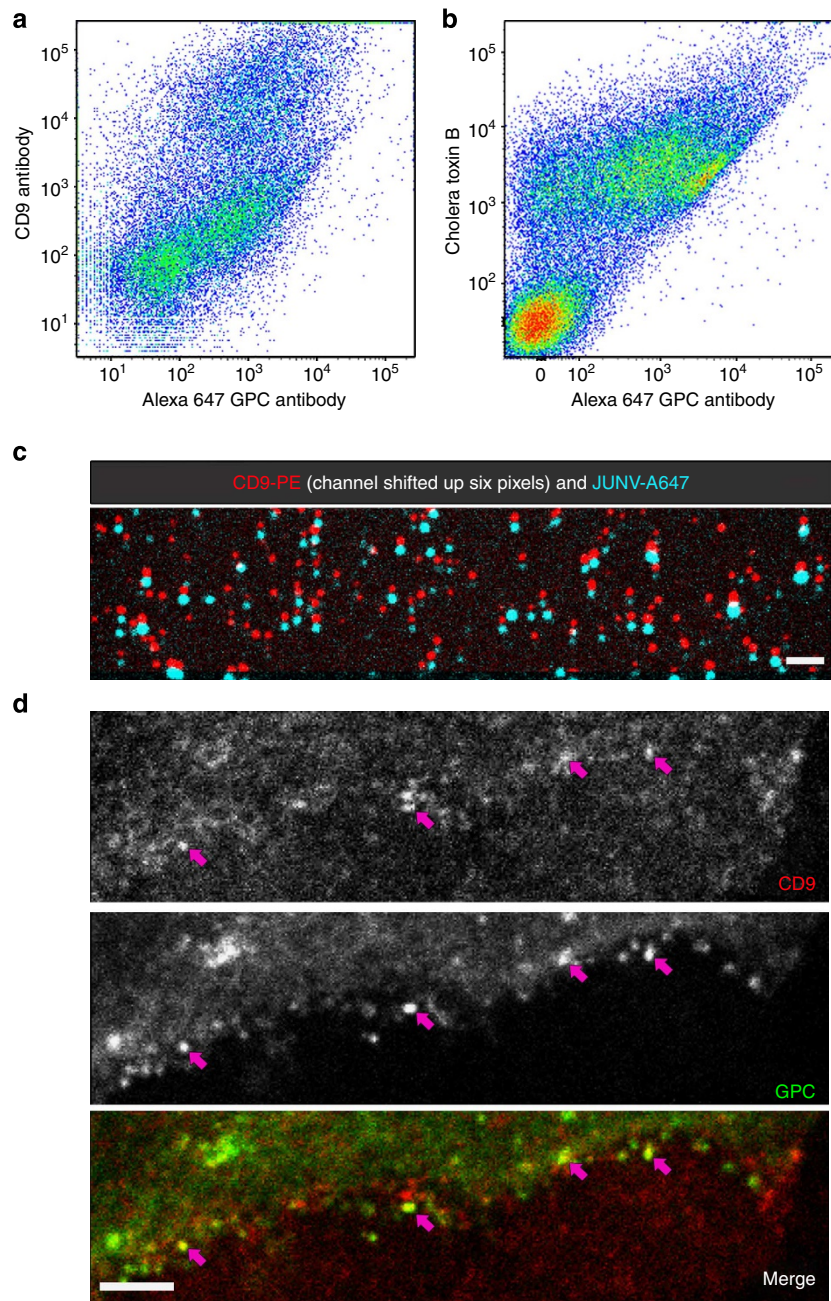 a
CD9 antibody
10⁵
10⁴
10³
10²
10¹
10¹ 10² 10³ 10⁴ 10⁵
Alexa 647 GPC antibody
b
Cholera toxin B
10⁵
10⁴
10³
10²
0 10² 10³ 10⁴ 10⁵
Alexa 647 GPC antibody
c
CD9-PE (channel shifted up six pixels) and JUNV-A647
d
CD9
GPC
Merge